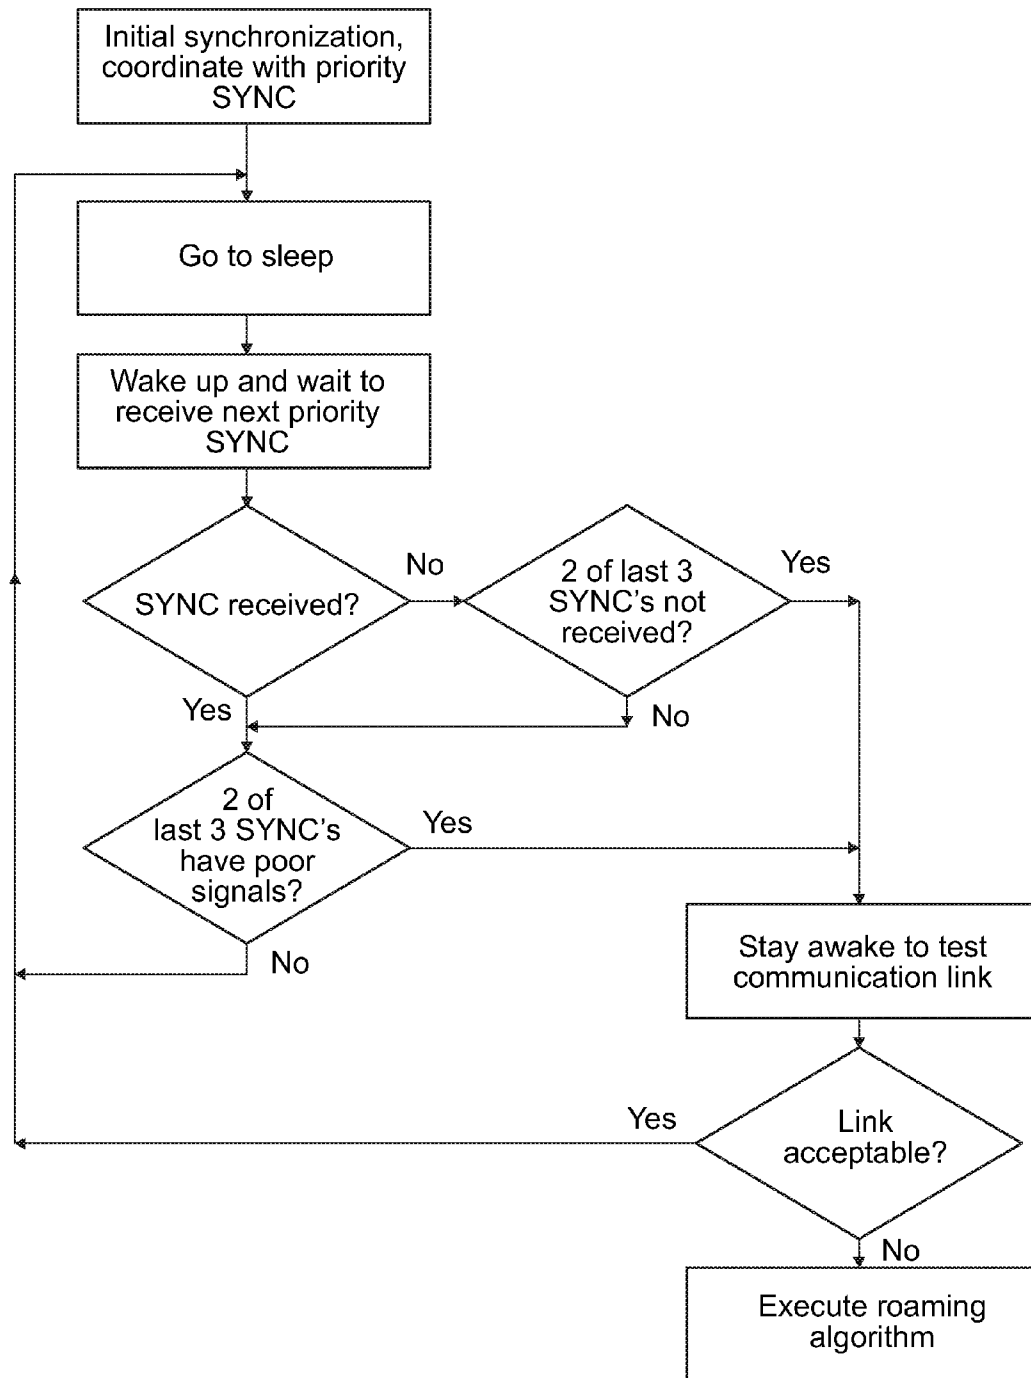 Initial synchronization,
coordinate with priority
SYNC
Go to sleep
Wake up and wait to
receive next priority
SYNC
SYNC received?
No
2 of last 3
SYNC's not
received?
Yes
Yes
No
2 of
last 3 SYNC's
have poor
signals?
Yes
No
Stay awake to test
communication link
Link
acceptable?
Yes
No
Execute roaming
algorithm